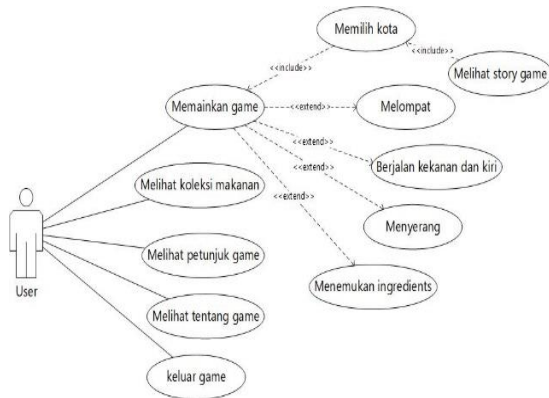 Memilih kota
<<include>>
<<include>>
Melihat story game
Memainkan game
<<extend>>
Melompat
<<extend>>
Berjalan kekanan dan kiri
<<extend>>
Melihat koleksi makanan
<<extend>>
Menyerang
Melihat petunjuk game
Menemukan ingredients
User
Melihat tentang game
keluar game